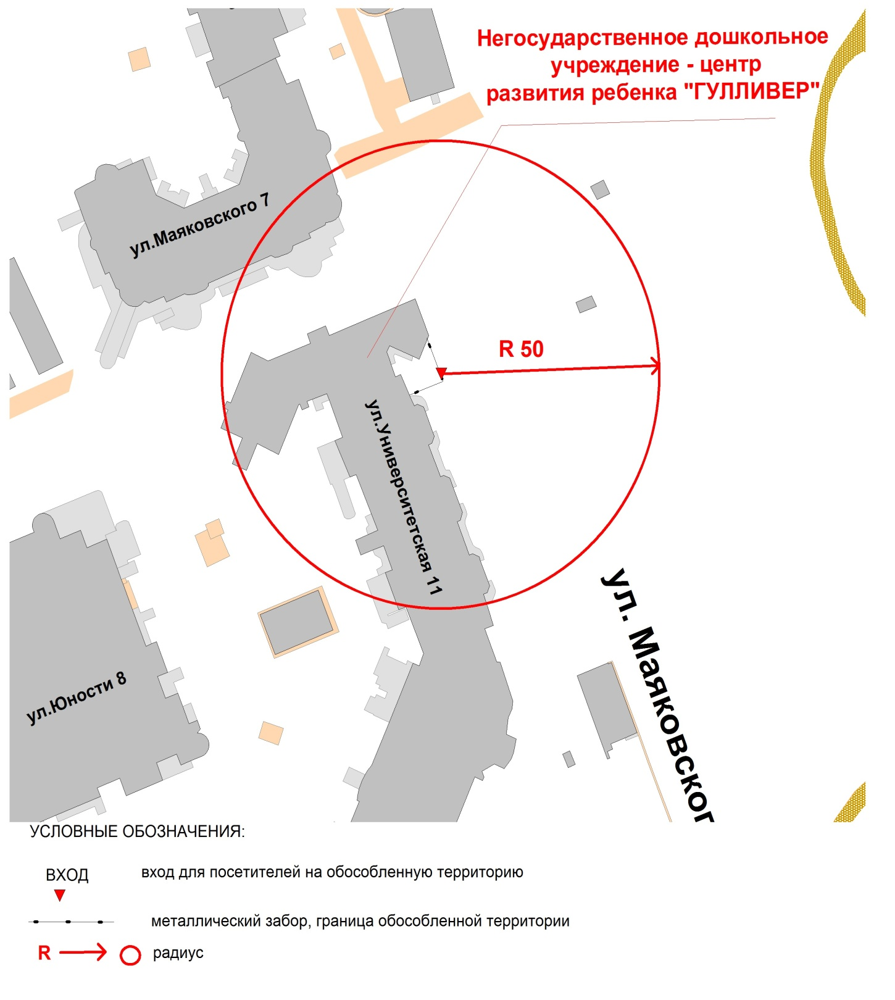 Негосударственное дошкольное
учреждение - центр
развития ребенка "ГУЛЛИВЕР"
ул.Маяковского 7
R 50
ул.Университетская 11
ул. Маяковског
ул.Юности 8
УСЛОВНЫЕ ОБОЗНАЧЕНИЯ:
ВХОД
вход для посетителей на обособленную территорию
металлический забор, граница обособленной территории
R
радиус